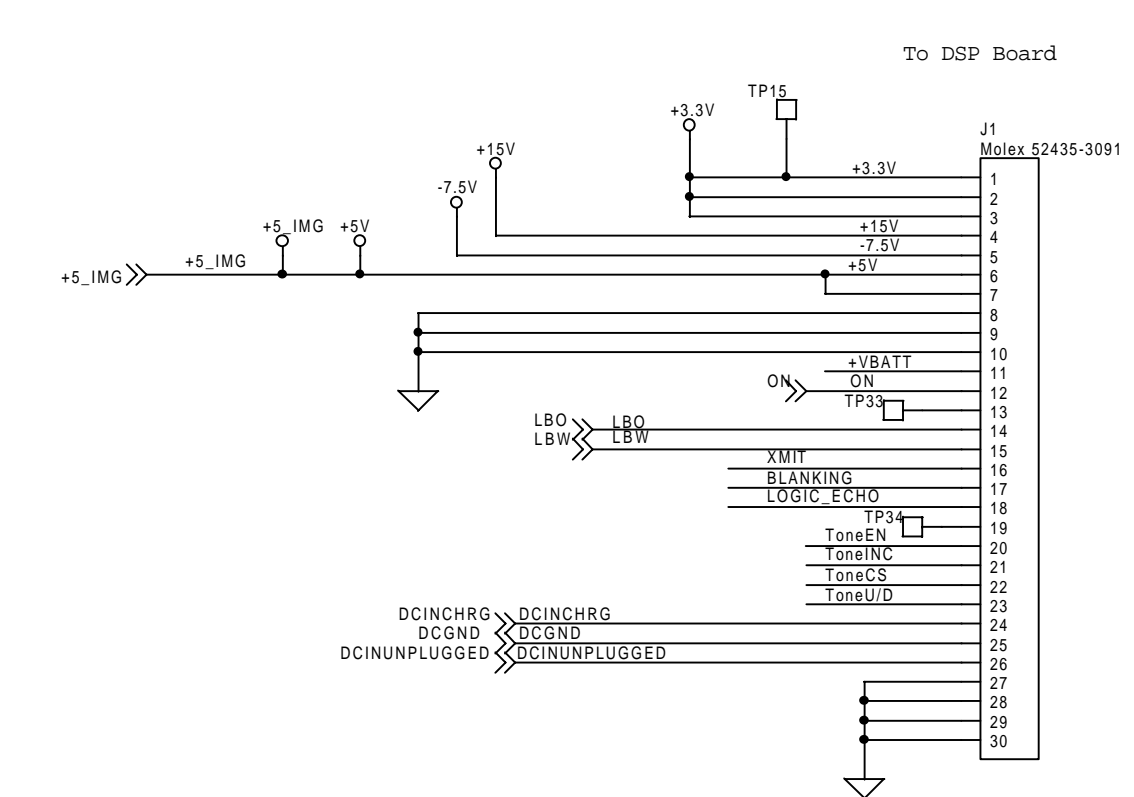 To DSP Board
TP15
+3.3V
J1
Molex 52435-3091
+15V
+3.3V
1
-7.5V
2
3
+5_IMG
+5V
+15V
4
-7.5V
5
+5_IMG
+5_IMG
+5V
6
7
8
9
10
+VBATT
11
ON
ON
12
TP33
13
LBO
LBO
14
LBW
LBW
15
XMIT
16
BLANKING
17
LOGIC_ECHO
18
TP34
19
ToneEN
20
ToneINC
21
ToneCS
22
ToneU/D
23
DCINCHRG
DCINCHRG
24
DCGND
DCGND
25
DCINUNPLUGGED
DCINUNPLUGGED
26
27
28
29
30